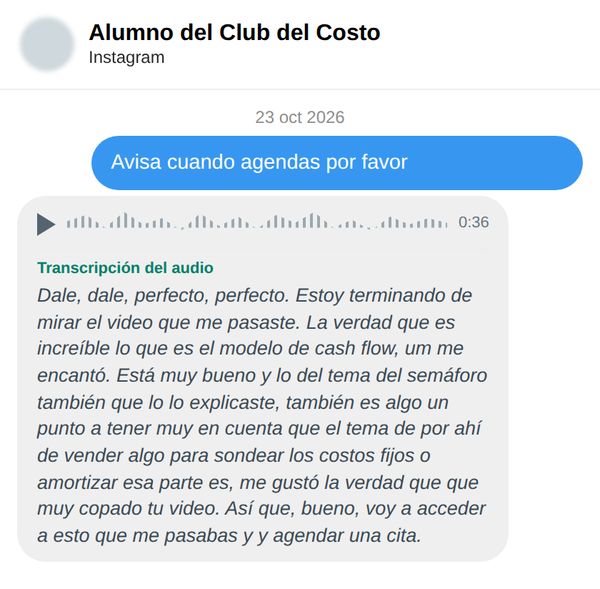 Alumno del Club del Costo
Instagram
23 oct 2026
Avisa cuando agendas por favor
0:36
Transcripción del audio
Dale, dale, perfecto, perfecto. Estoy terminando de
mirar el video que me pasaste. La verdad que es
increíble lo que es el modelo de cash flow, um me
encantó. Está muy bueno y lo del tema del semáforo
también que lo lo explicaste, también es algo un
punto a tener muy en cuenta que el tema de por ahí
de vender algo para sondear los costos fijos o
amortizar esa parte es, me gustó la verdad que que
muy copado tu video. Así que, bueno, voy a acceder
a esto que me pasabas y y agendar una cita.